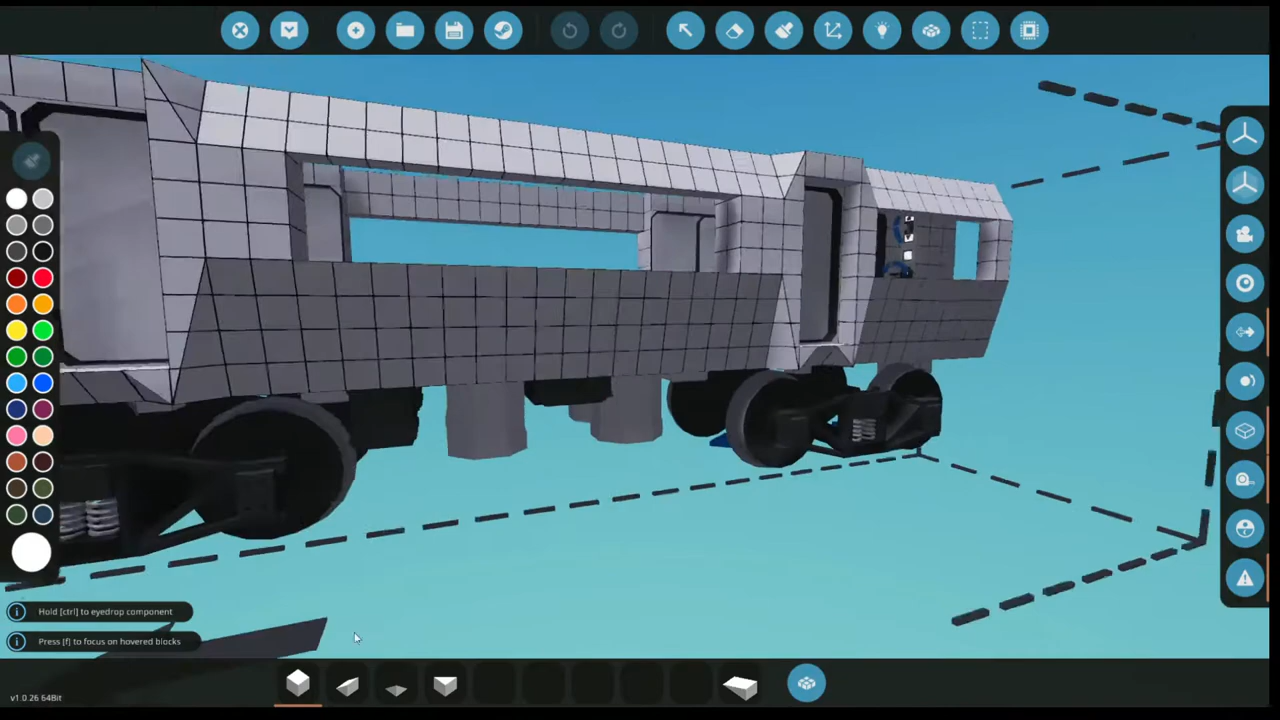 Hold [ctrl] to eyedrop component
Press [f] to focus on hovered blocks
v1.0.26 64Bit